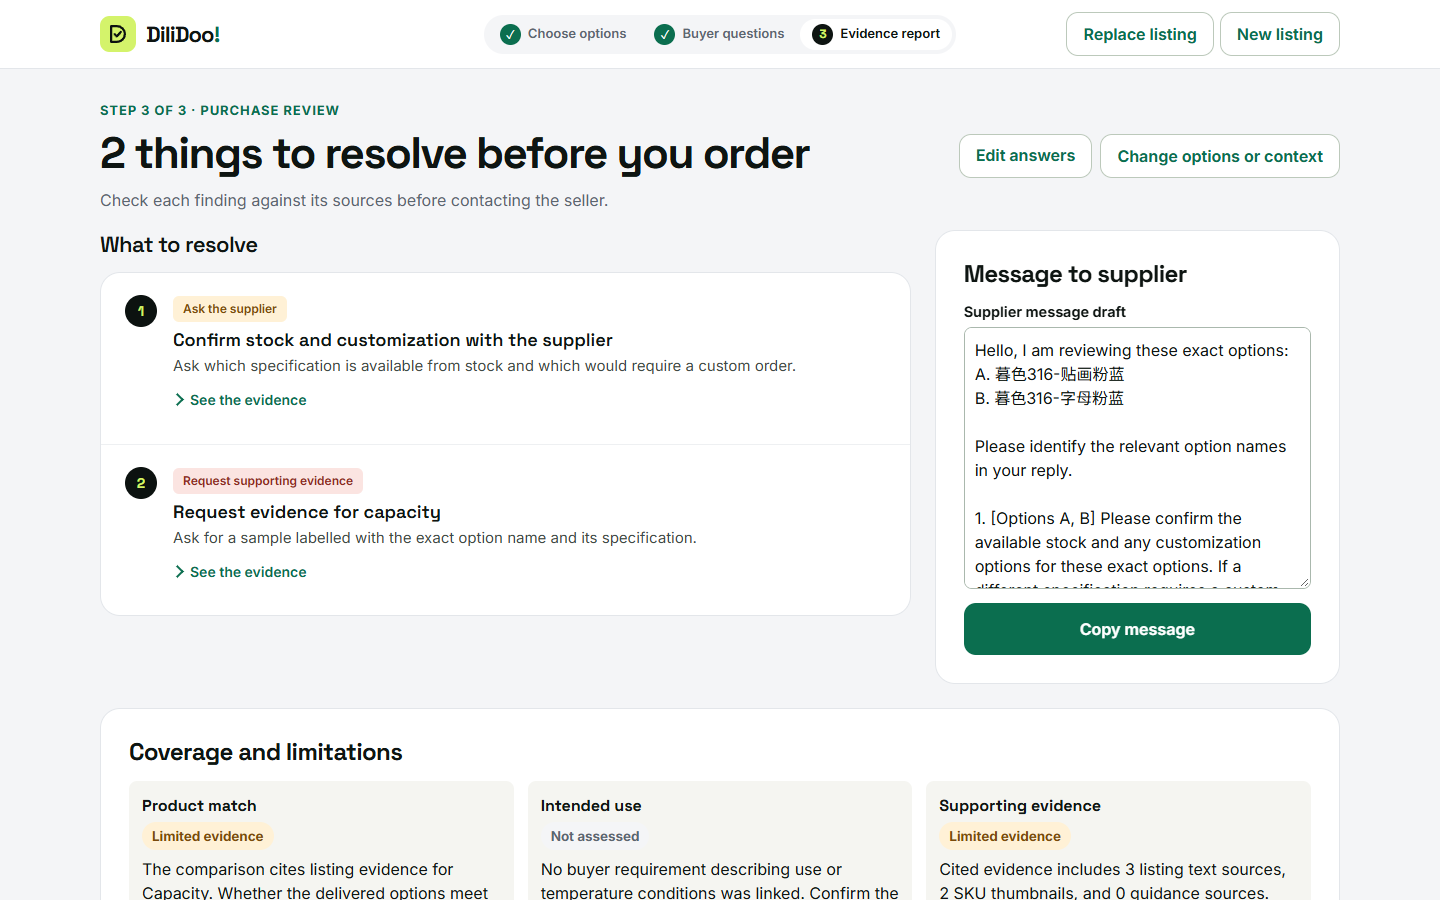 DiliDoo!
Choose options
Buyer questions
3 Evidence report
Replace listing
New listing
STEP 3 OF 3 · PURCHASE REVIEW
2 things to resolve before you order
Edit answers
Change options or context
Check each finding against its sources before contacting the seller.
What to resolve
1
Ask the supplier
Confirm stock and customization with the supplier
Ask which specification is available from stock and which would require a custom order.
See the evidence
2
Request supporting evidence
Request evidence for capacity
Ask for a sample labelled with the exact option name and its specification.
See the evidence
Message to supplier
Supplier message draft
Hello, I am reviewing these exact options:
A. 暮色316-贴画粉蓝
B. 暮色316-字母粉蓝
Please identify the relevant option names
in your reply.
1. [Options A, B] Please confirm the
available stock and any customization
options for these exact options. If a
different specification requires a custom
Copy message
Coverage and limitations
Product match
Limited evidence
The comparison cites listing evidence for
Capacity. Whether the delivered options meet
Intended use
Not assessed
No buyer requirement describing use or
temperature conditions was linked. Confirm the
Supporting evidence
Limited evidence
Cited evidence includes 3 listing text sources,
2 SKU thumbnails, and 0 guidance sources.